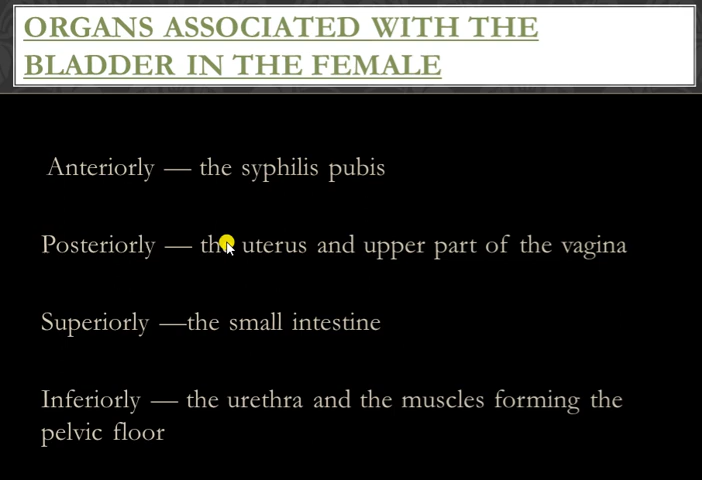 ORGANS ASSOCIATED WITH THE
BLADDER IN THE FEMALE
Anteriorly — the syphilis pubis
Posteriorly — the uterus and upper part of the vagina
Superiorly —the small intestine
Inferiorly — the urethra and the muscles forming the
pelvic floor